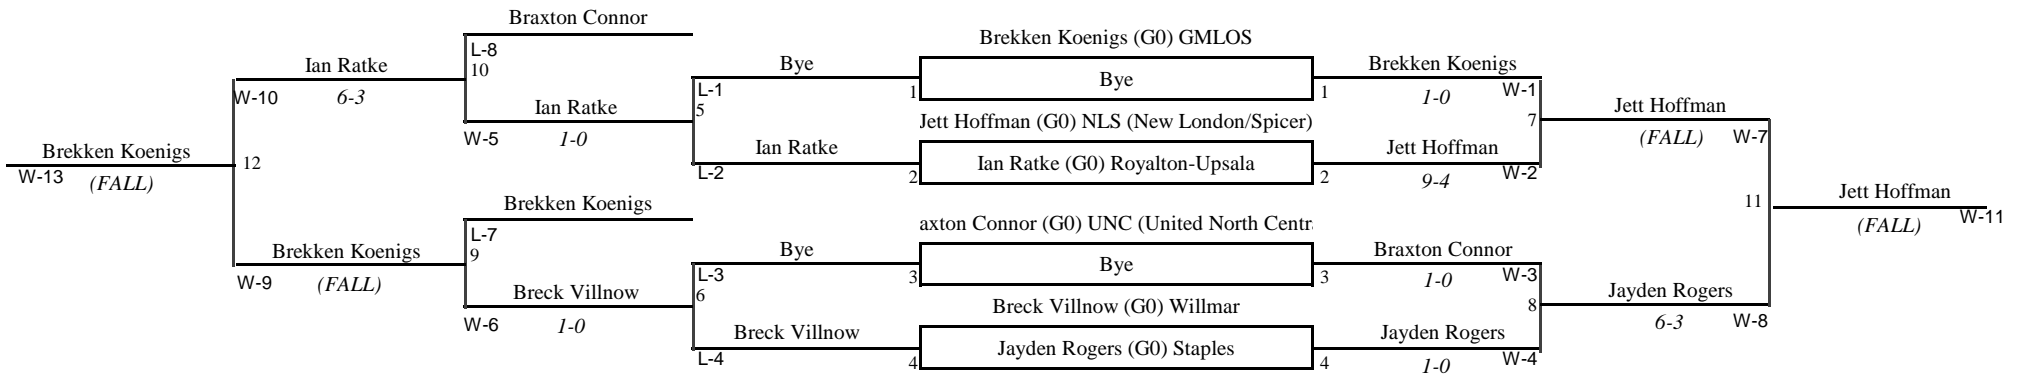 Braxton Connor
L-8
10
Ian Ratke
W-10
6-3
Ian Ratke
W-5
1-0
Brekken Koenigs
W-13
(FALL)
12
Brekken Koenigs
L-7
9
Brekken Koenigs
W-9
(FALL)
Breck Villnow
W-6
1-0
Bye
L-1
5
1
Ian Ratke
L-2
2
Bye
L-3
6
3
Breck Villnow
L-4
4
Brekken Koenigs (G0) GMLOS
Bye
Jett Hoffman (G0) NLS (New London/Spicer)
Ian Ratke (G0) Royalton-Upsala
axton Connor (G0) UNC (United North Centr
Bye
Breck Villnow (G0) Willmar
Jayden Rogers (G0) Staples
Brekken Koenigs
1
1-0
W-1
7
Jett Hoffman
2
9-4
W-2
Braxton Connor
3
1-0
W-3
8
Jayden Rogers
4
1-0
W-4
Jett Hoffman
(FALL)
W-7
11
Jayden Rogers
6-3
W-8
Jett Hoffman
(FALL)
W-11